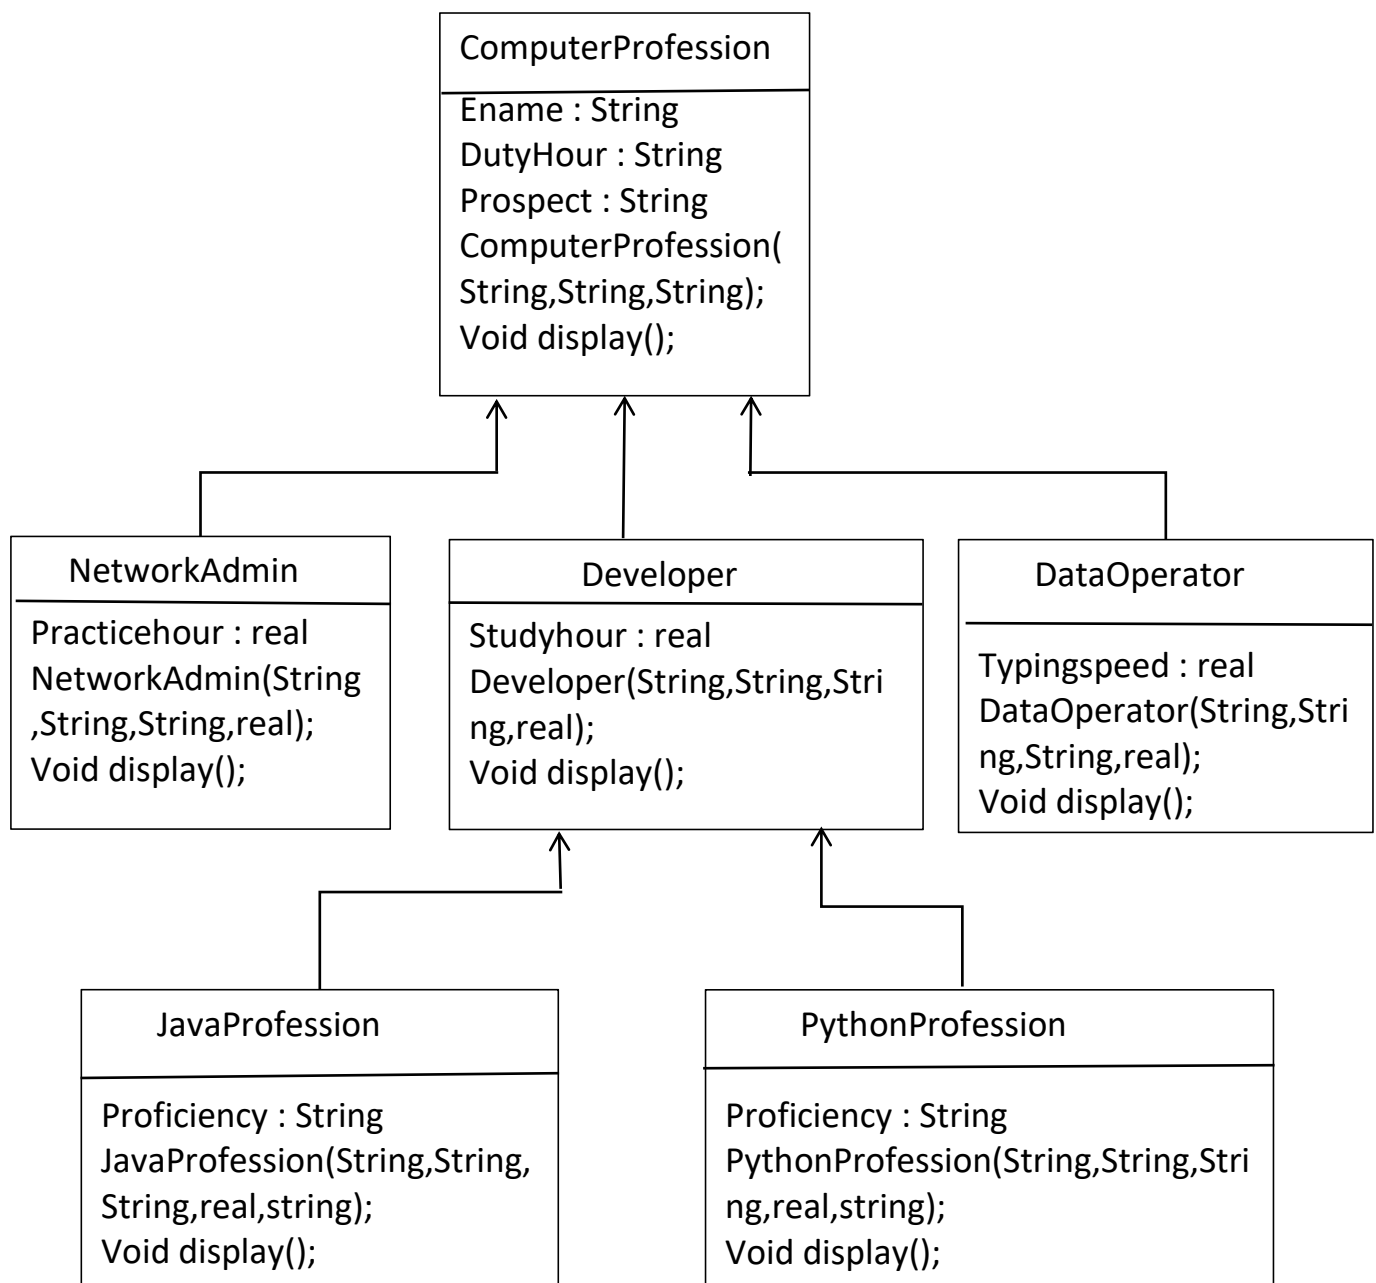 ComputerProfession
Ename : String
DutyHour : String
Prospect : String
ComputerProfession(
String,String,String);
Void display();
NetworkAdmin
Practicehour : real
NetworkAdmin(String
,String,String,real);
Void display();
Developer
Studyhour : real
Developer(String,String,Stri
ng,real);
Void display();
DataOperator
Typingspeed : real
DataOperator(String,Stri
ng,String,real);
Void display();
JavaProfession
Proficiency : String
JavaProfession(String,String,
String,real,string);
Void display();
PythonProfession
Proficiency : String
PythonProfession(String,String,Stri
ng,real,string);
Void display();